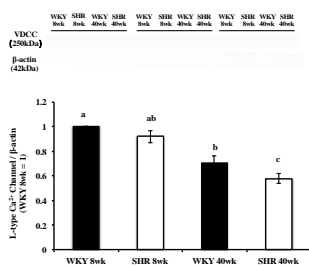 WKY SHR WKY SHR WKY SHR WKY SHR WKY SHR WKY SHR
8wk 8wk 40wk 40wk 8wk 8wk 40wk 40wk 8wk 8wk 40wk 40wk
VDCC
(250kDa)
β-actin
(42kDa)
L-type Ca²⁺ Channel / β-actin
(WKY 8wk = 1)
1.2
1
0.8
0.6
0.4
0.2
0
a
ab
b
c
WKY 8wk SHR 8wk WKY 40wk SHR 40wk